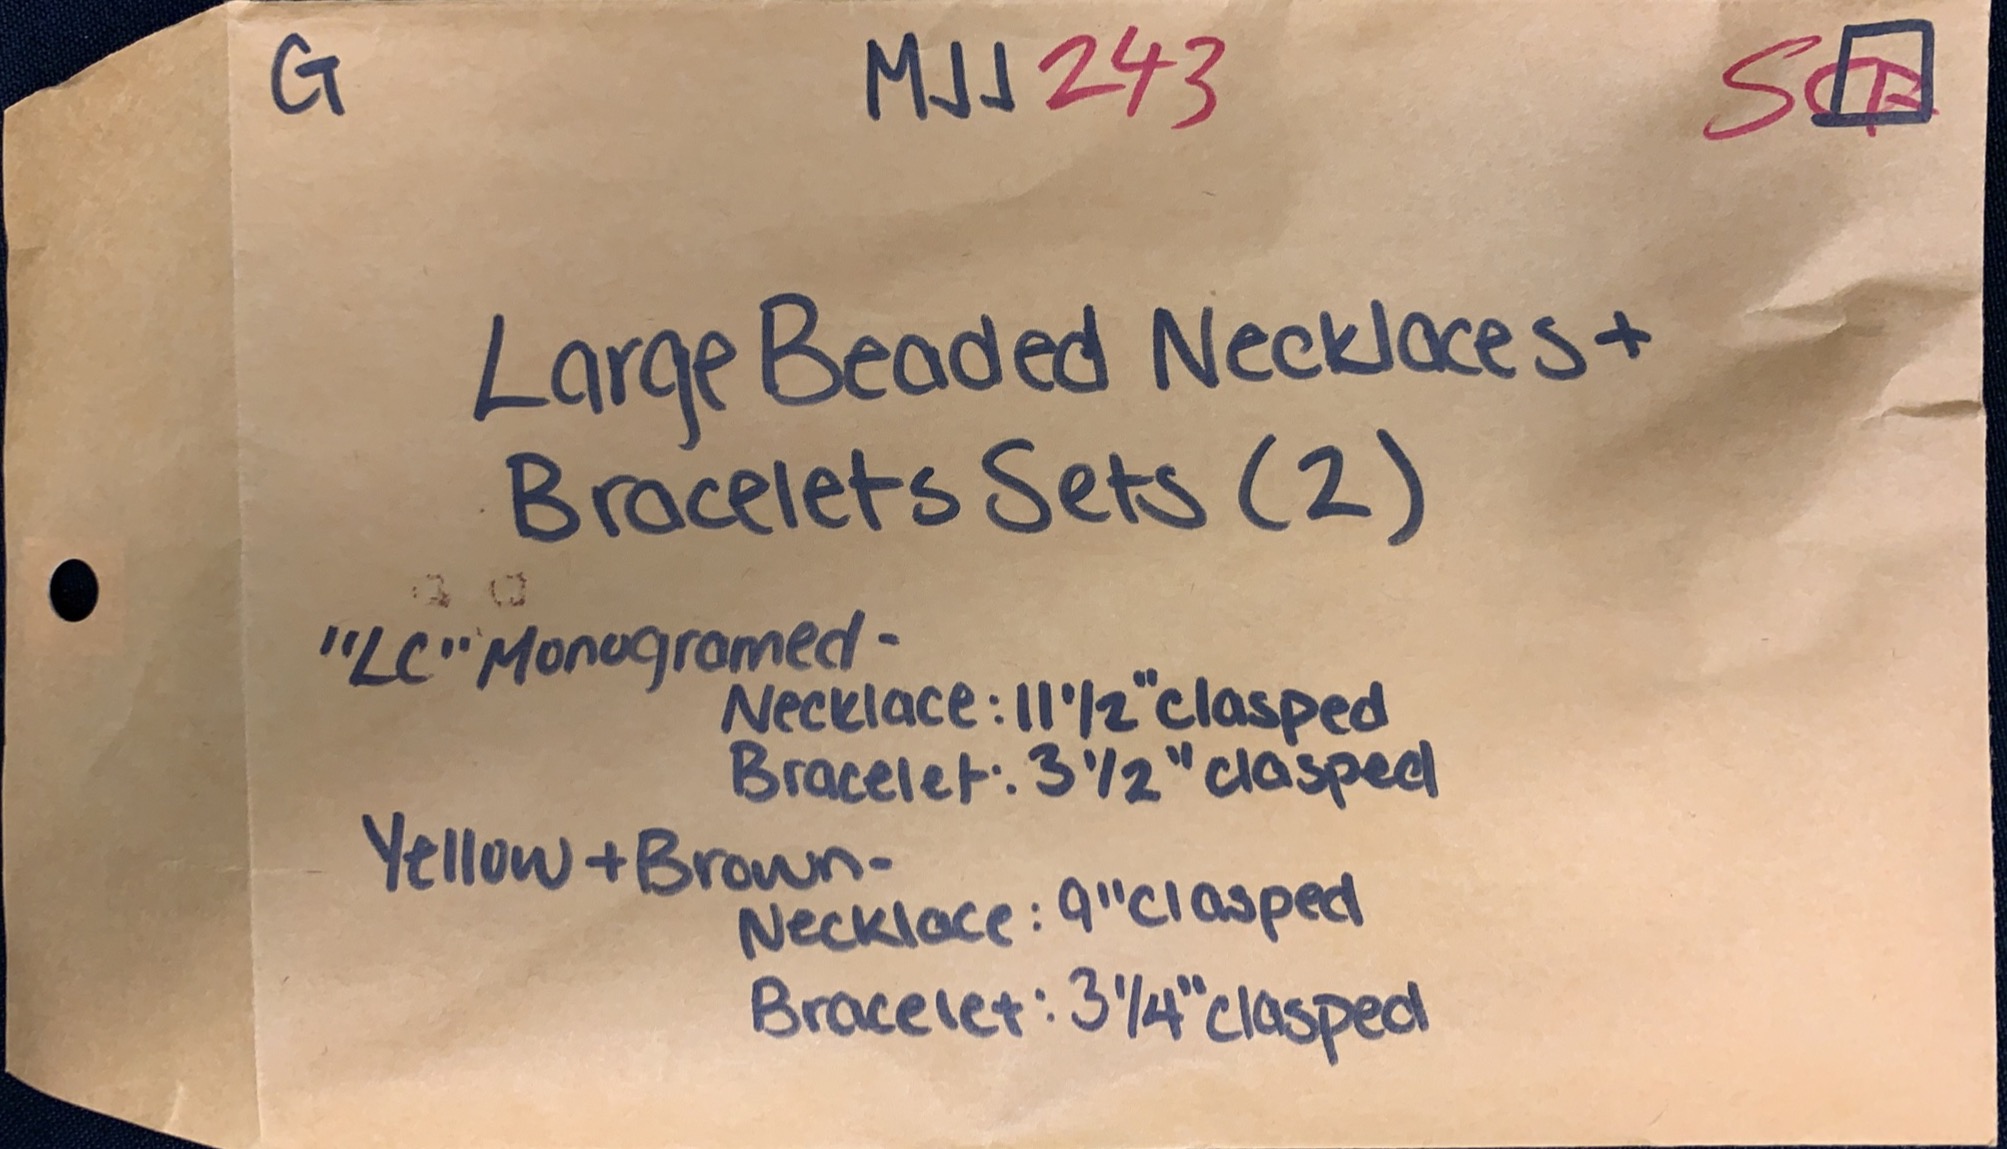 G MJJ 243
Large Beaded Necklaces +
Bracelets Sets (2)
"LC" Monogramed -
Necklace: 11 1/2" clasped
Bracelet: 3 1/2" clasped
Yellow + Brown -
Necklace: 9" clasped
Bracelet: 3 1/4" clasped